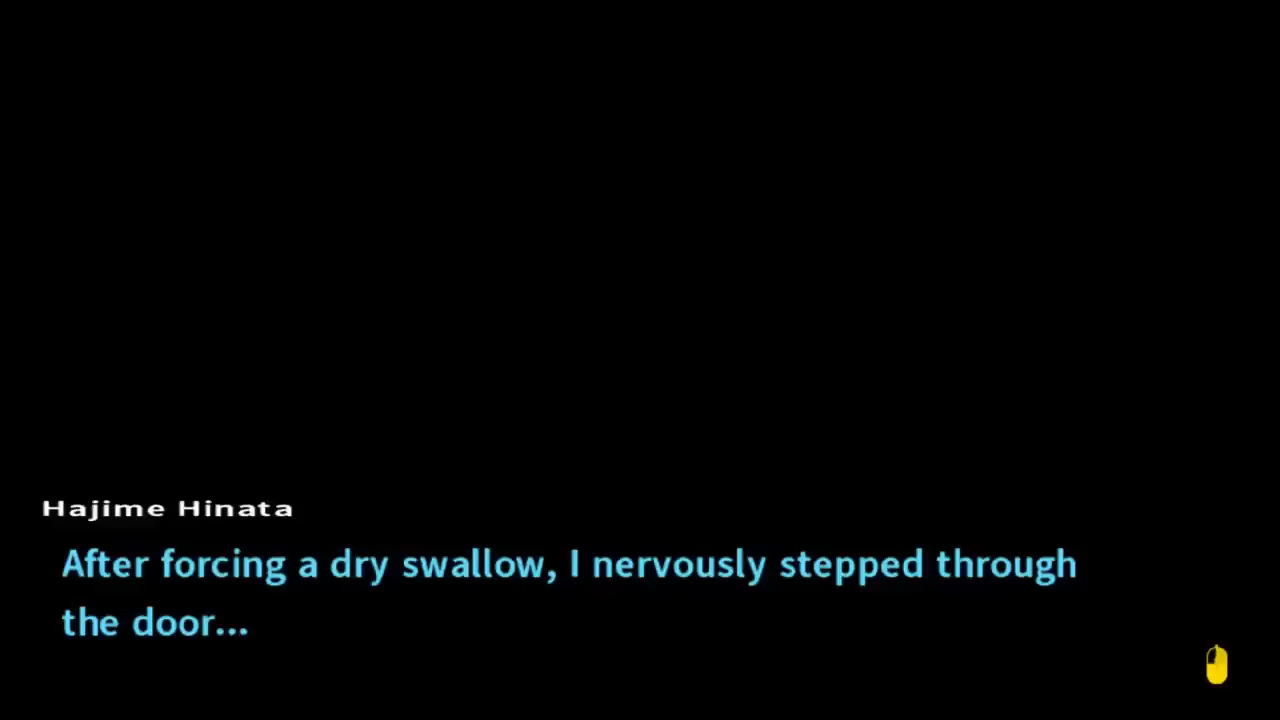 Hajime Hinata
After forcing a dry swallow, I nervously stepped through
the door...